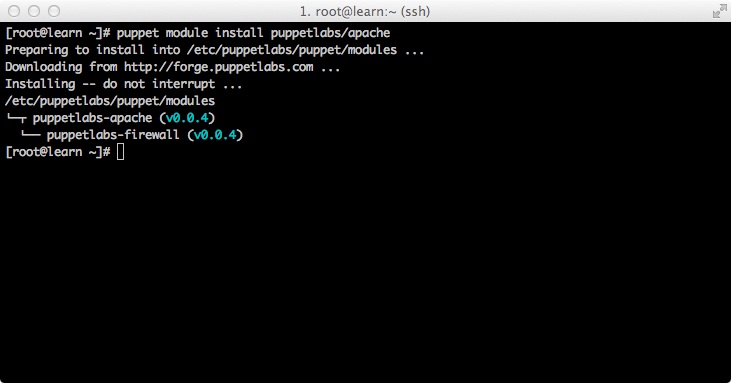 1. root@learn:~ (ssh)
[root@learn ~]# puppet module install puppetlabs/apache
Preparing to install into /etc/puppetlabs/puppet/modules ...
Downloading from http://forge.puppetlabs.com ...
Installing -- do not interrupt ...
/etc/puppetlabs/puppet/modules
└─┬ puppetlabs-apache (v0.0.4)
  └── puppetlabs-firewall (v0.0.4)
[root@learn ~]#